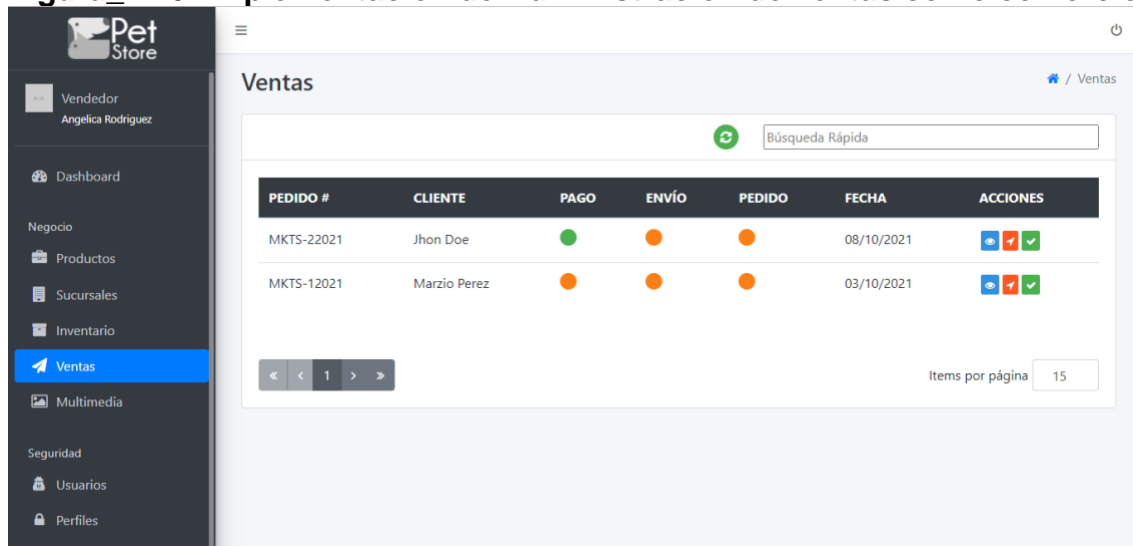 Pet
Store
Vendedor
Angelica Rodriguez
Dashboard
Negocio
Productos
Sucursales
Inventario
Ventas
Multimedia
Seguridad
Usuarios
Perfiles
Ventas
/ Ventas
Búsqueda Rápida
PEDIDO # CLIENTE PAGO ENVÍO PEDIDO FECHA ACCIONES
MKTS-22021 Jhon Doe 08/10/2021
MKTS-12021 Marzio Perez 03/10/2021
« < 1 > »
Items por página 15